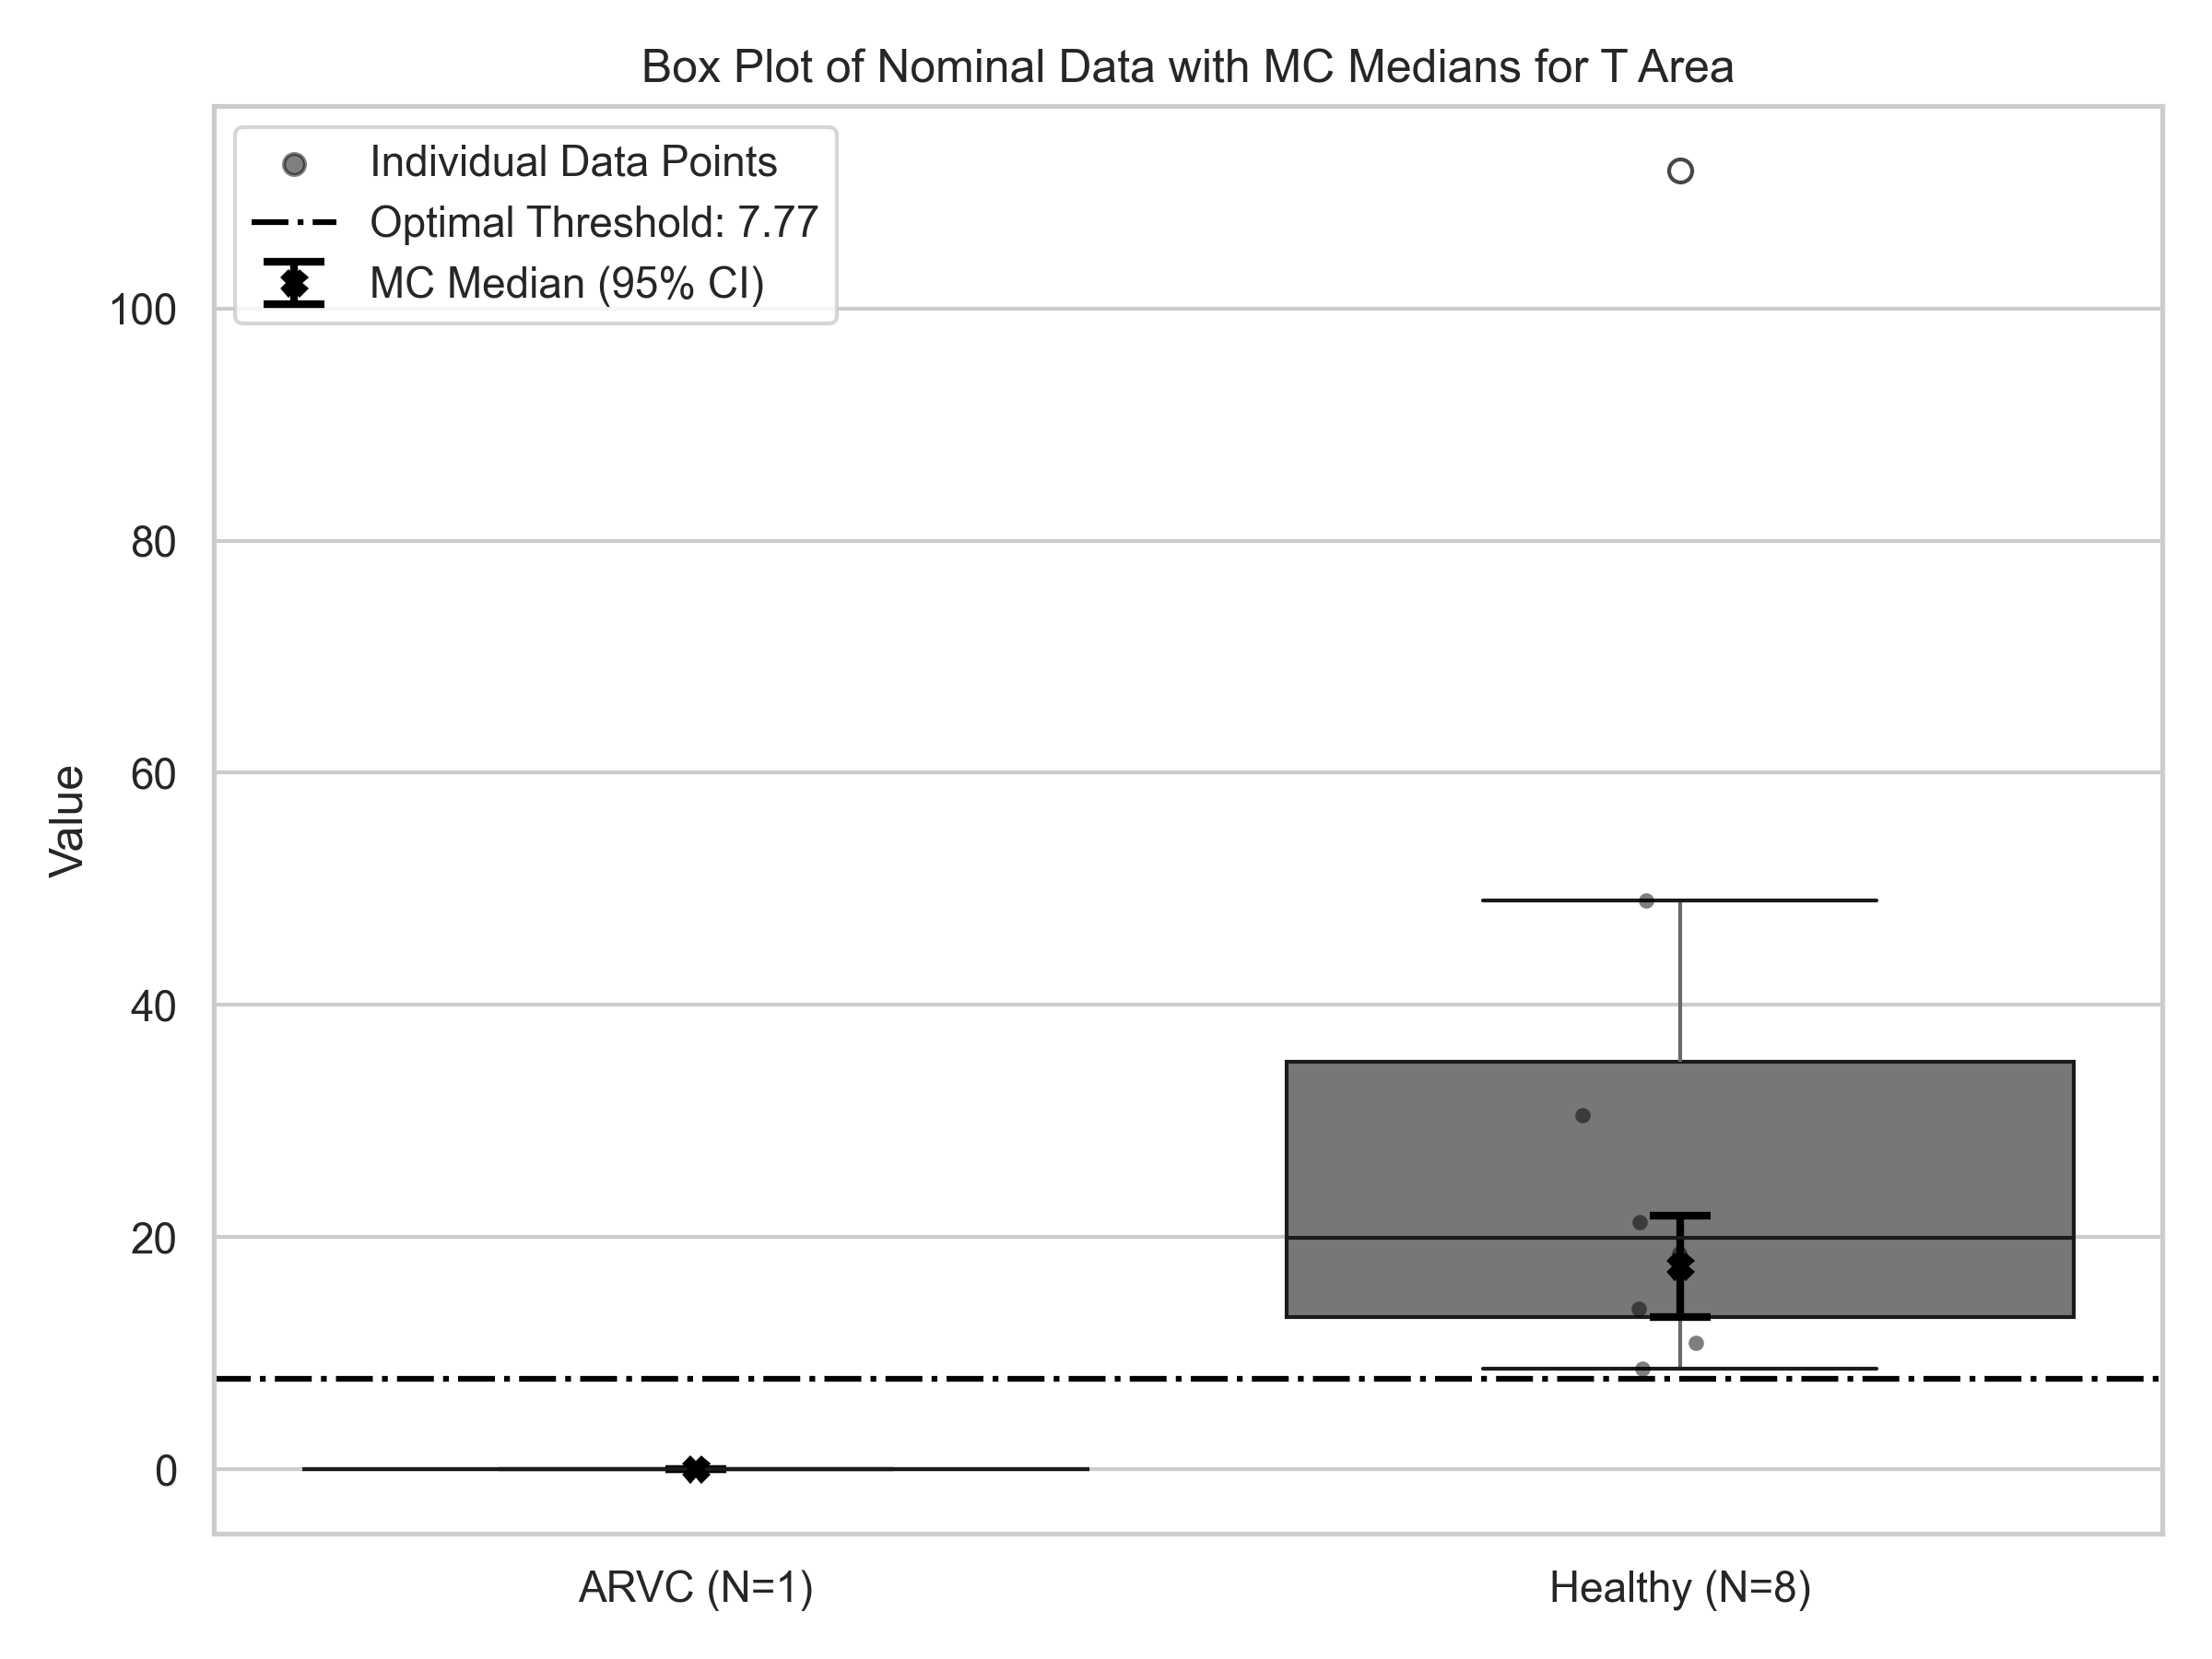 Box Plot of Nominal Data with MC Medians for T Area
Individual Data Points
Optimal Threshold: 7.77
MC Median (95% CI)
100
80
60
40
20
0
Value
ARVC (N=1)
Healthy (N=8)